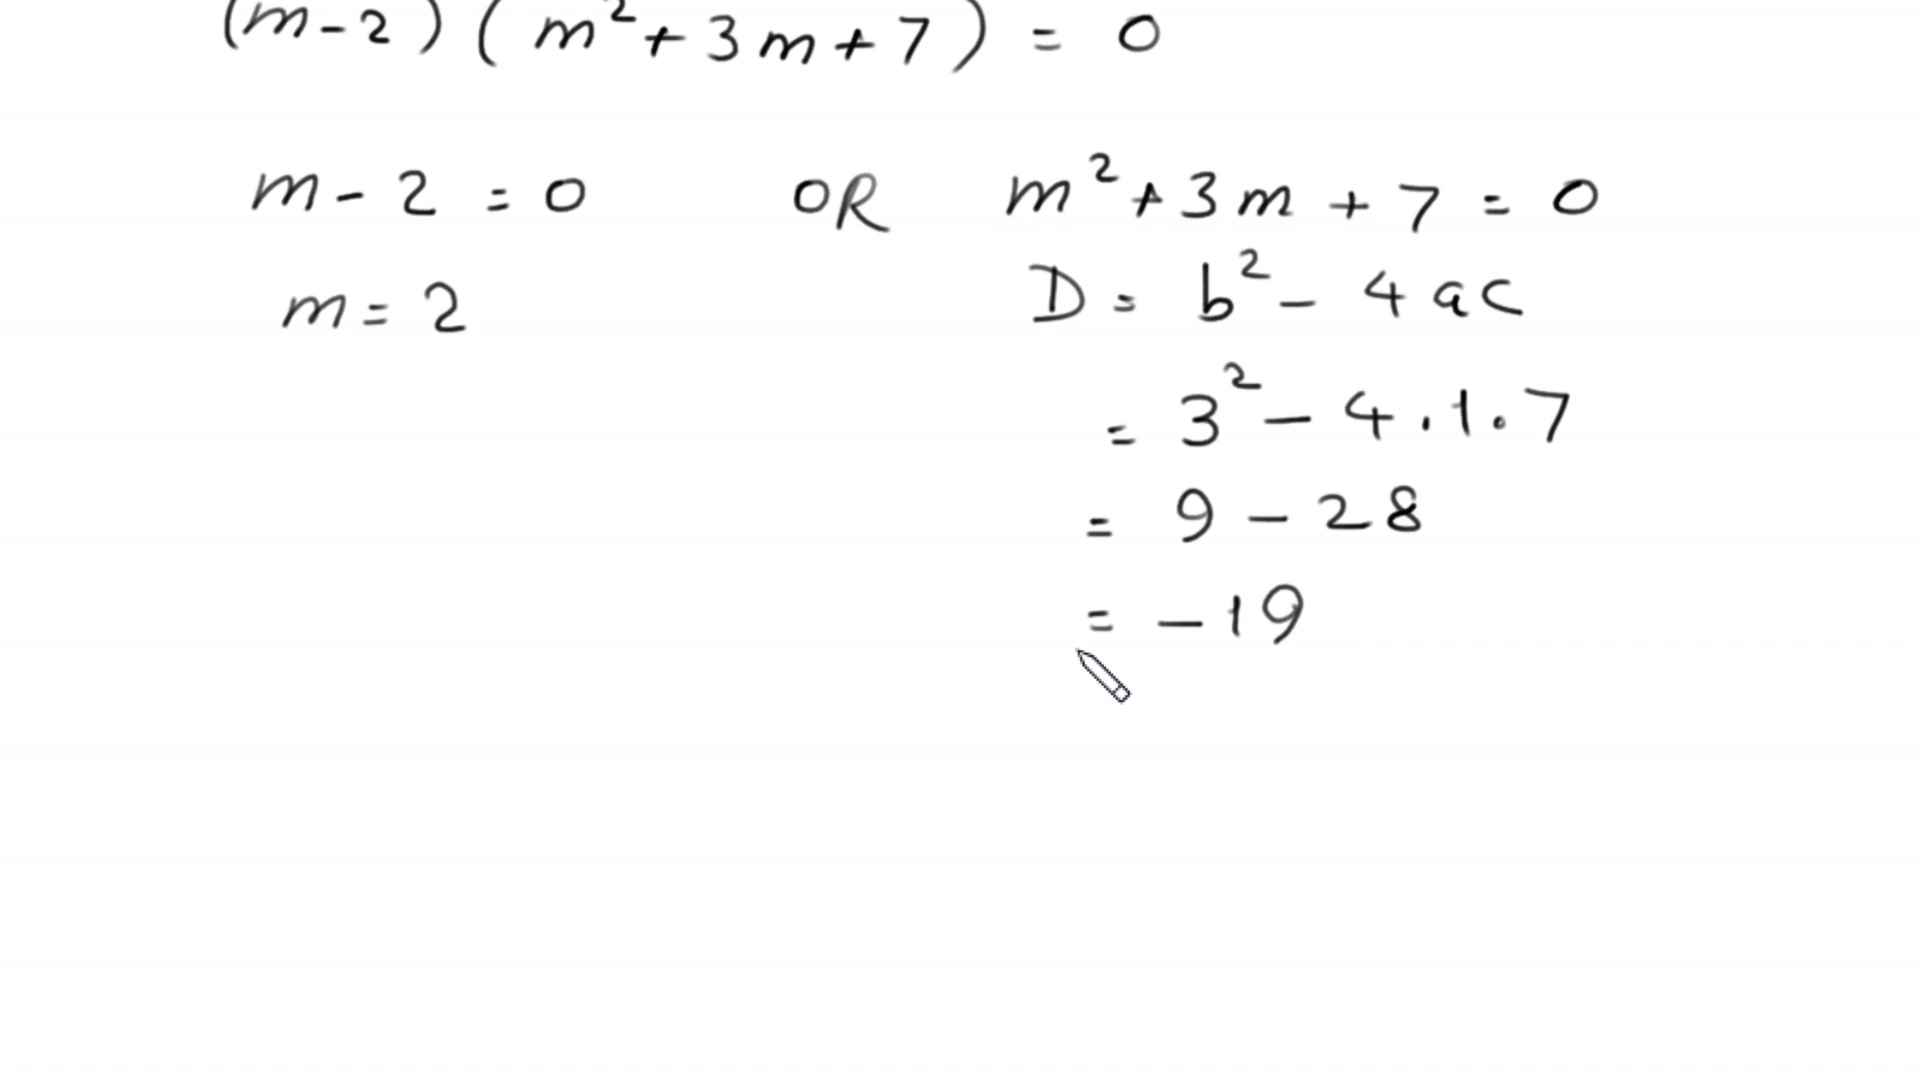 (m-2)(m²+3m+7) = 0
m-2 = 0 OR m²+3m+7 = 0
m = 2 D = b²-4ac
= 3²-4.1.7
= 9-28
= -19